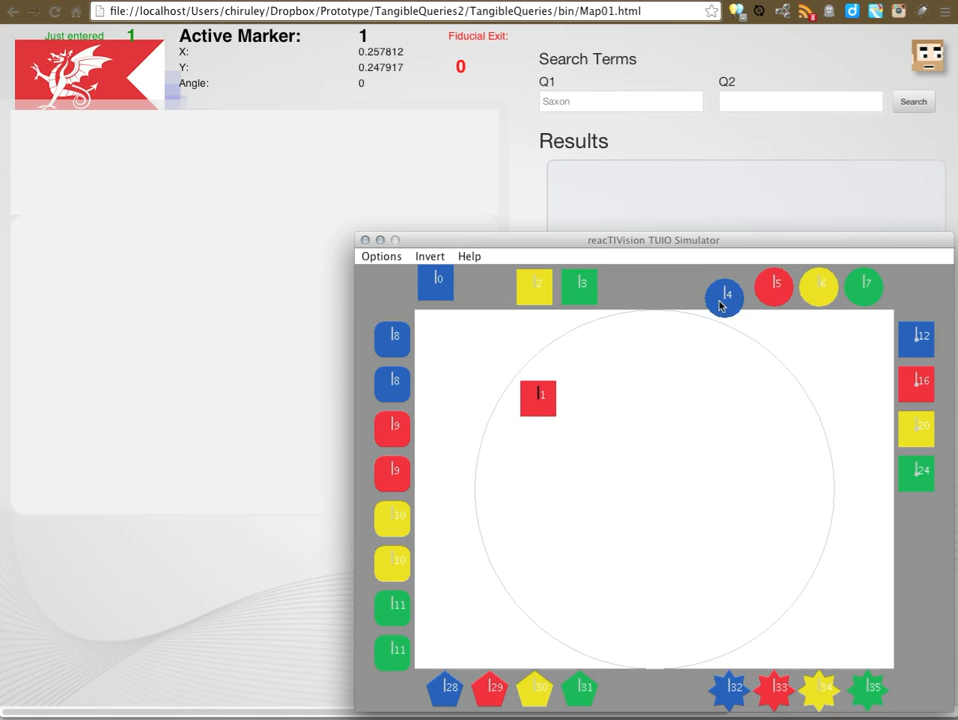 file://localhost/Users/chiruley/Dropbox/Prototype/TangibleQueries2/TangibleQueries/bin/Map01.html
8
Just entered 1
Active Marker: 1
Fiducial Exit:
X: 0.257812
Y: 0.247917
0
Angle: 0
Search Terms
Q1 Q2
Saxon
Search
Results
reacTIVision TUIO Simulator
Options Invert Help
0
2
3
4
5
6
7
8
8
9
9
10
10
11
11
1
12
16
20
24
28
29
30
31
32
33
34
35